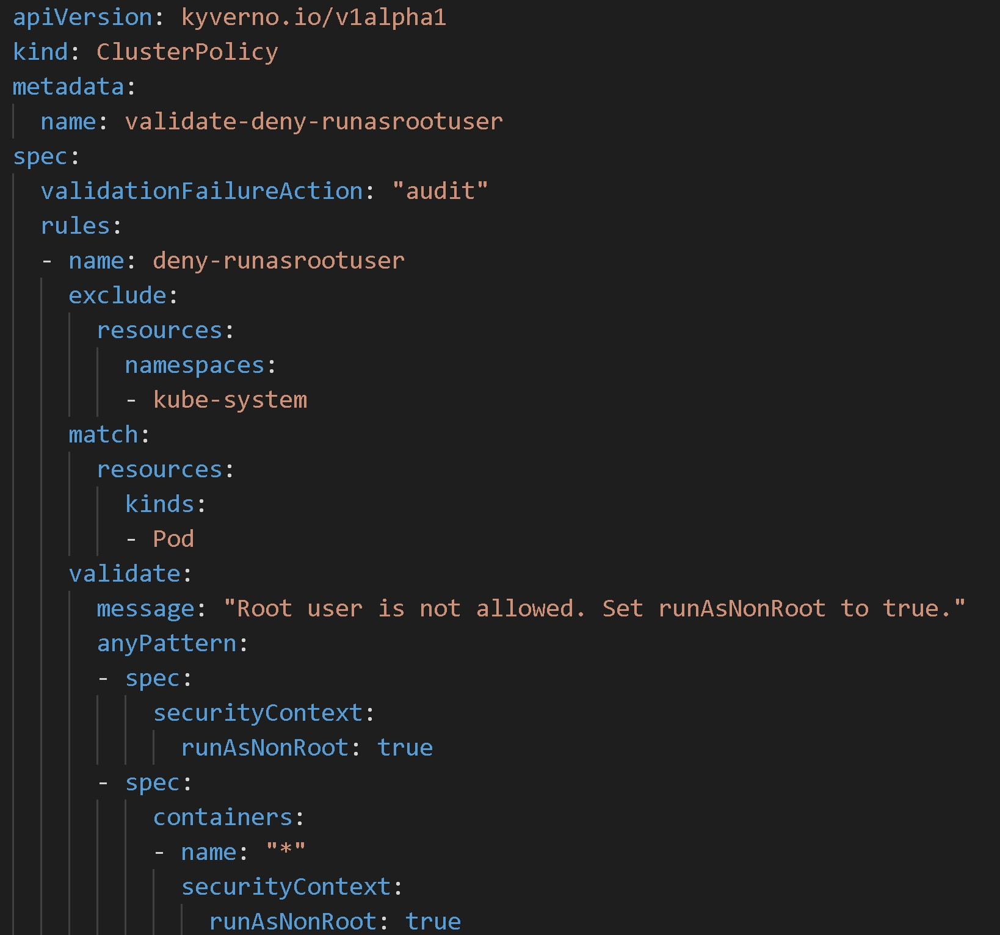 apiVersion: kyverno.io/v1alpha1
kind: ClusterPolicy
metadata:
  name: validate-deny-runasrootuser
spec:
  validationFailureAction: "audit"
  rules:
  - name: deny-runasrootuser
    exclude:
      resources:
        namespaces:
        - kube-system
    match:
      resources:
        kinds:
        - Pod
    validate:
      message: "Root user is not allowed. Set runAsNonRoot to true."
      anyPattern:
      - spec:
          securityContext:
            runAsNonRoot: true
      - spec:
          containers:
          - name: "*"
            securityContext:
              runAsNonRoot: true